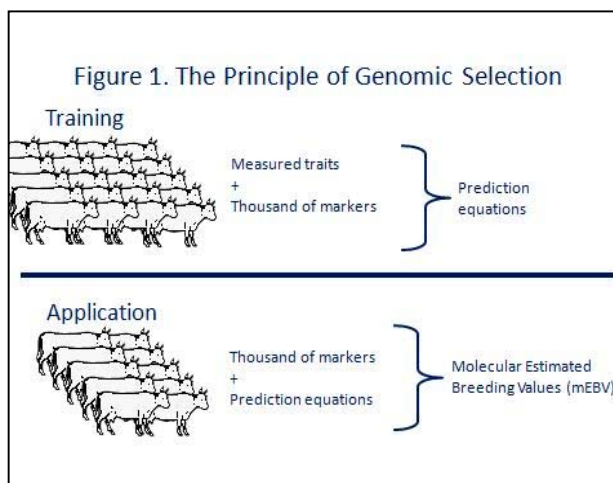 Figure 1. The Principle of Genomic Selection
Training
Measured traits
+
Thousand of markers
Prediction
equations
Application
Thousand of markers
+
Prediction equations
Molecular Estimated
Breeding Values (mEBV)